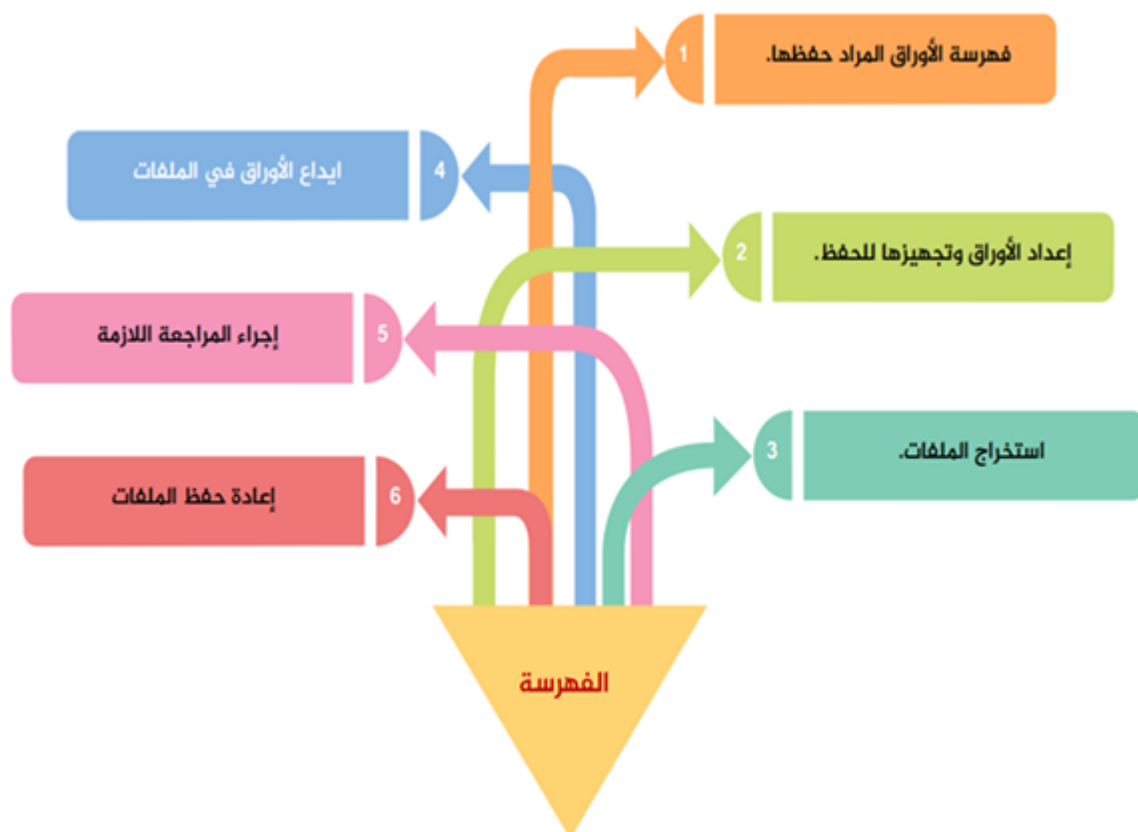 1
فهرسة الأوراق المراد حفظها.
2
إعداد الأوراق وتجهيزها للحفظ.
3
استخراج الملفات.
4
ايداع الأوراق في الملفات
5
إجراء المراجعة اللازمة
6
إعادة حفظ الملفات
الفهرسة